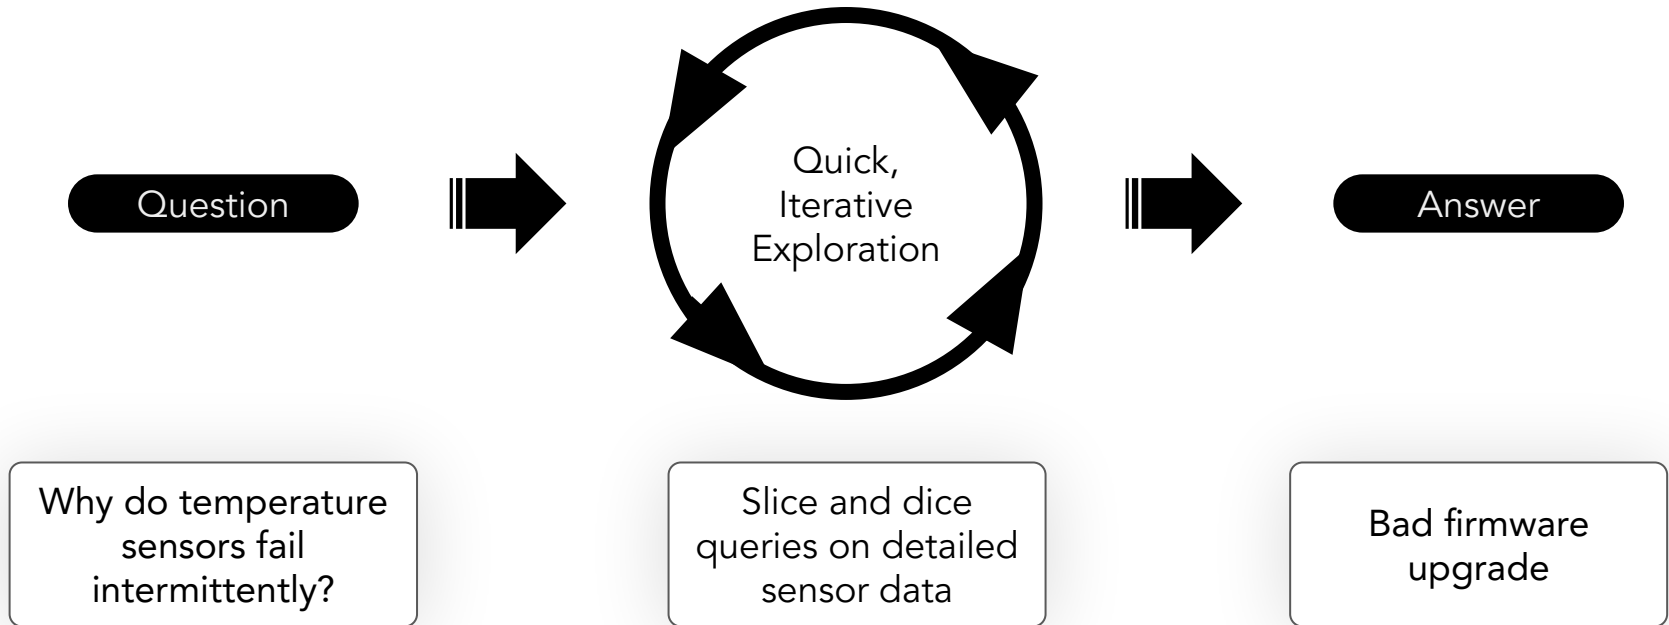 Question
Quick,
Iterative
Exploration
Answer
Why do temperature
sensors fail
intermittently?
Slice and dice
queries on detailed
sensor data
Bad firmware
upgrade